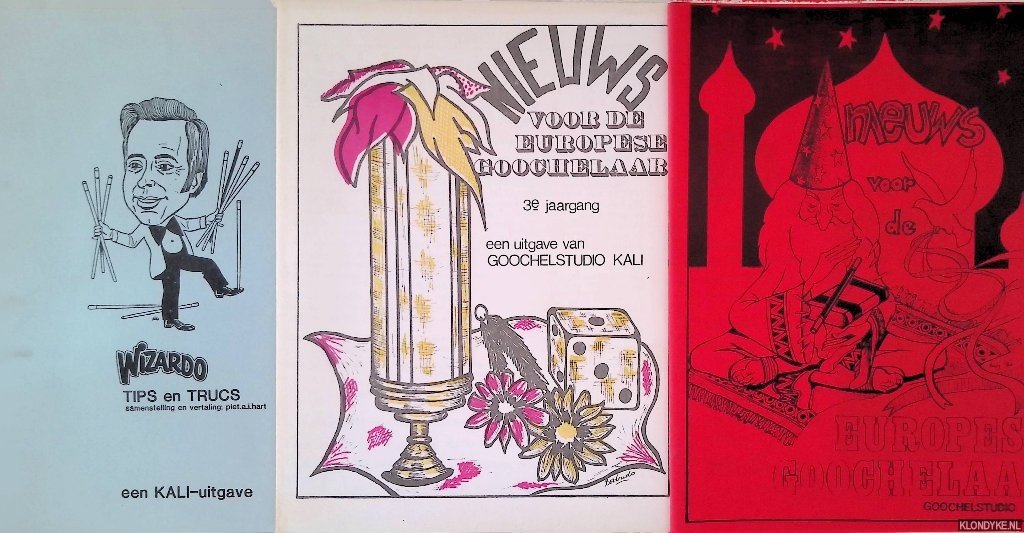 WIZARDO
TIPS en TRUCS
samenstelling en vertaling: piet.a.j.hart
een KALI-uitgave
NIEUWS
VOOR DE
EUROPESE
GOOCHELAAR
3e jaargang
een uitgave van
GOOCHELSTUDIO KALI
nieuws
voor
de
EUROPES
GOOCHELAA
GOOCHELSTUDIO
KLONDYKE.NL